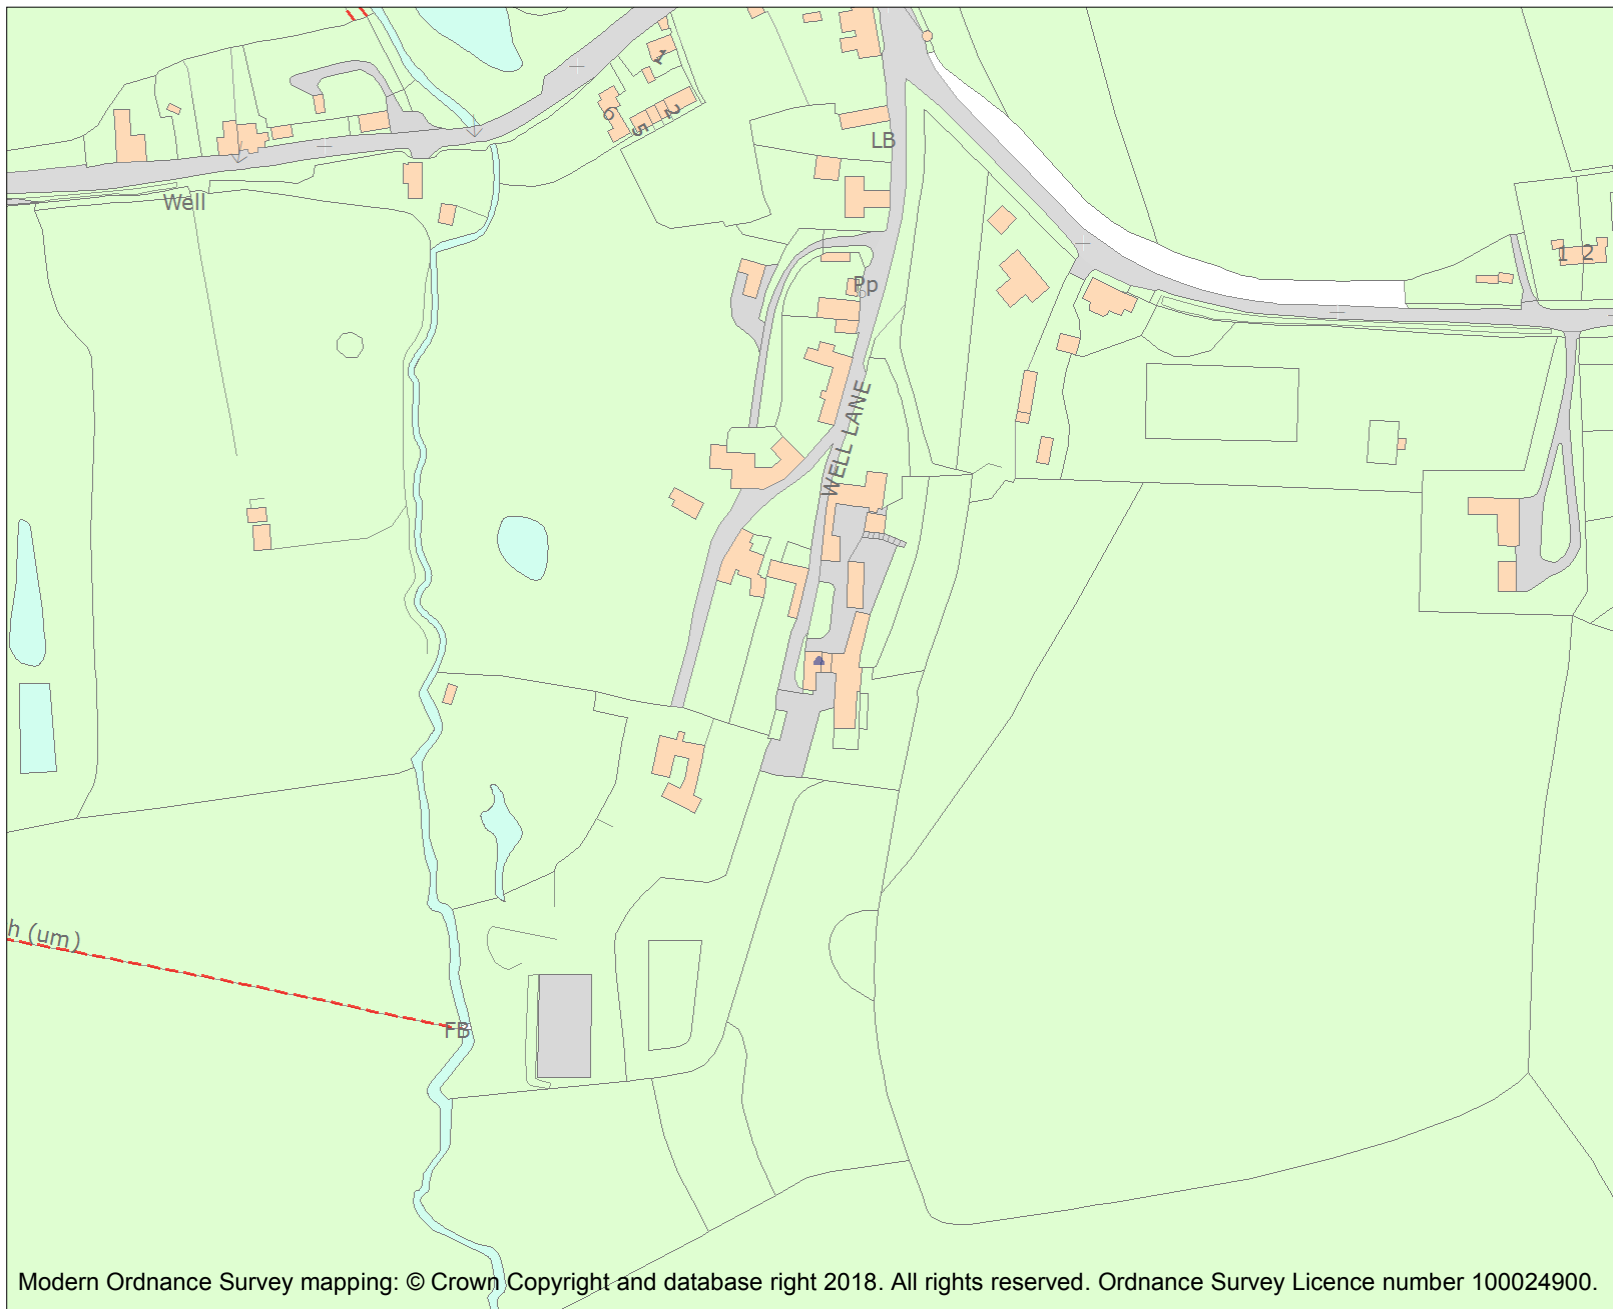 1
6
5
2
LB
Well
1 2
Pp
WELL LANE
h (um)
FB
Modern Ordnance Survey mapping: © Crown Copyright and database right 2018. All rights reserved. Ordnance Survey Licence number 100024900.